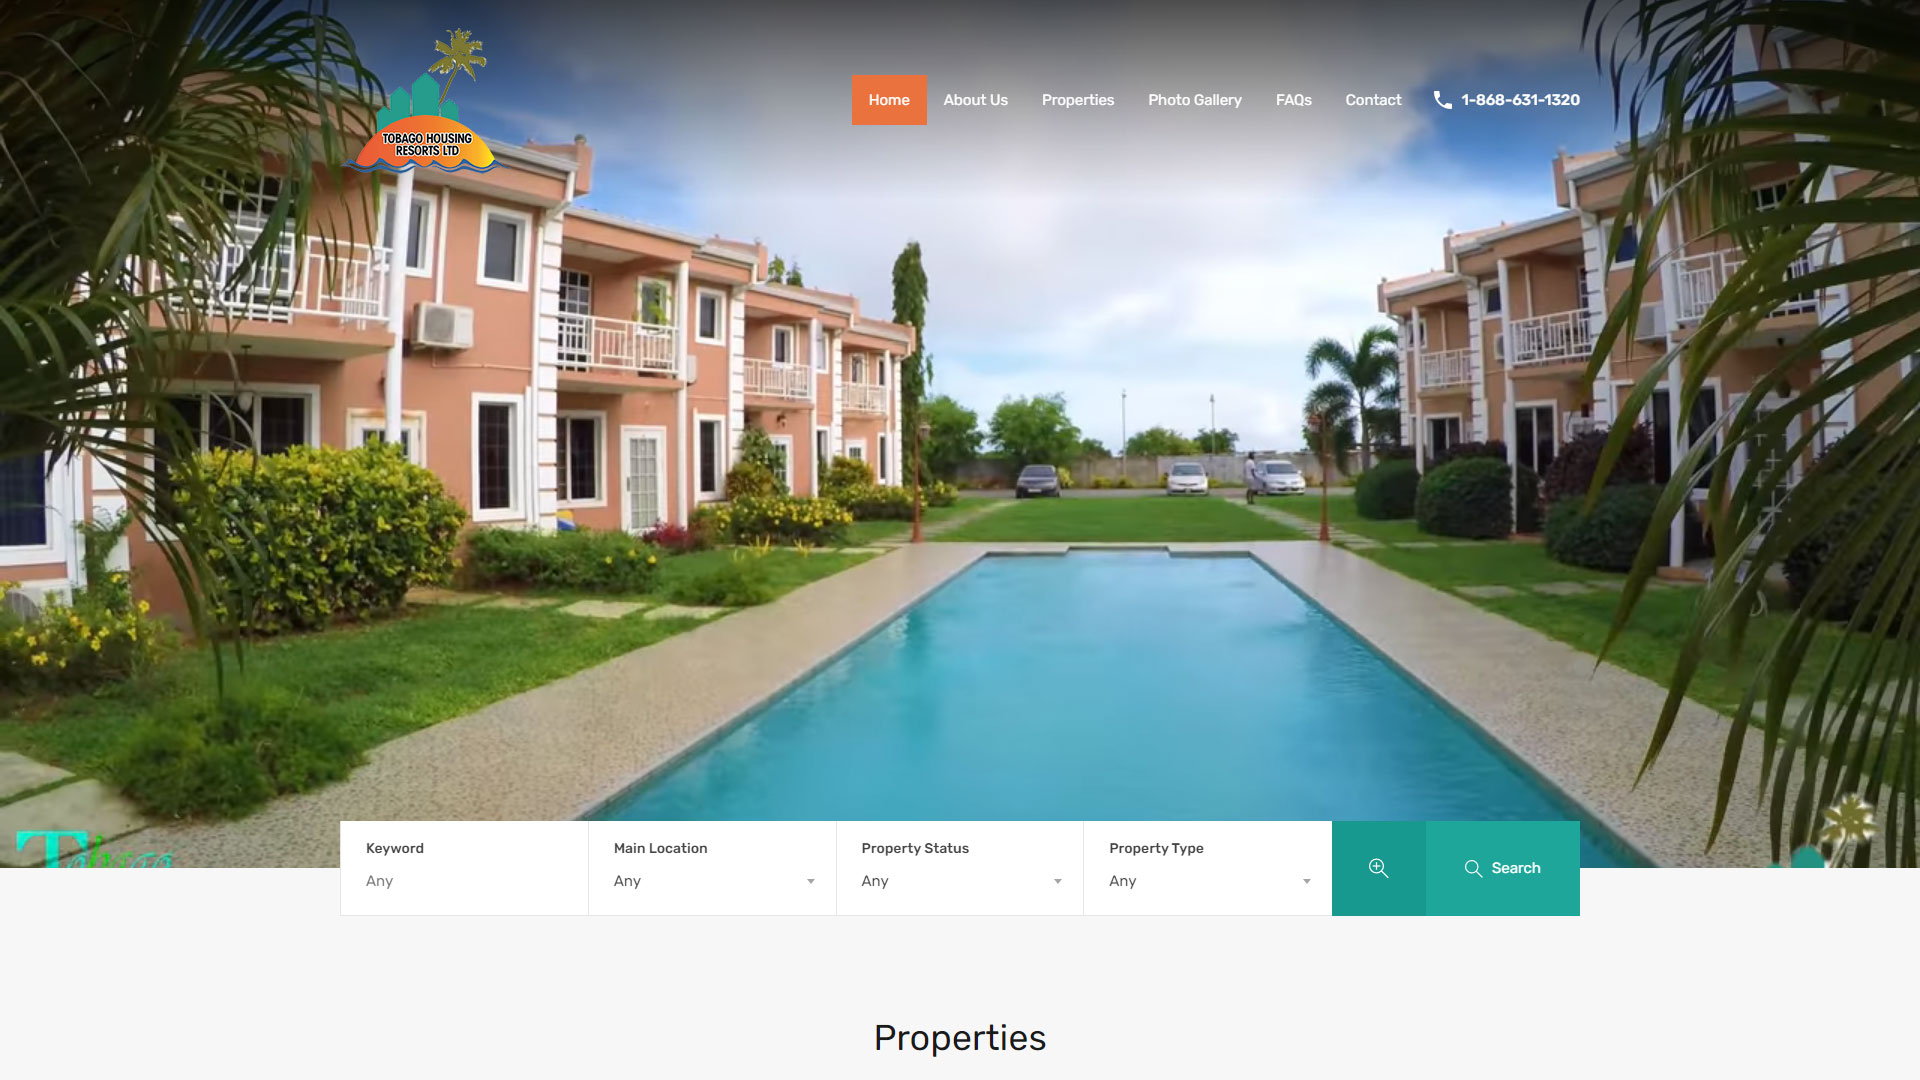 TOBAGO HOUSING
RESORTS LTD
Home
About Us
Properties
Photo Gallery
FAQs
Contact
1-868-631-1320
Tobago
Keyword
Any
Main Location
Any
Property Status
Any
Property Type
Any
Search
Properties